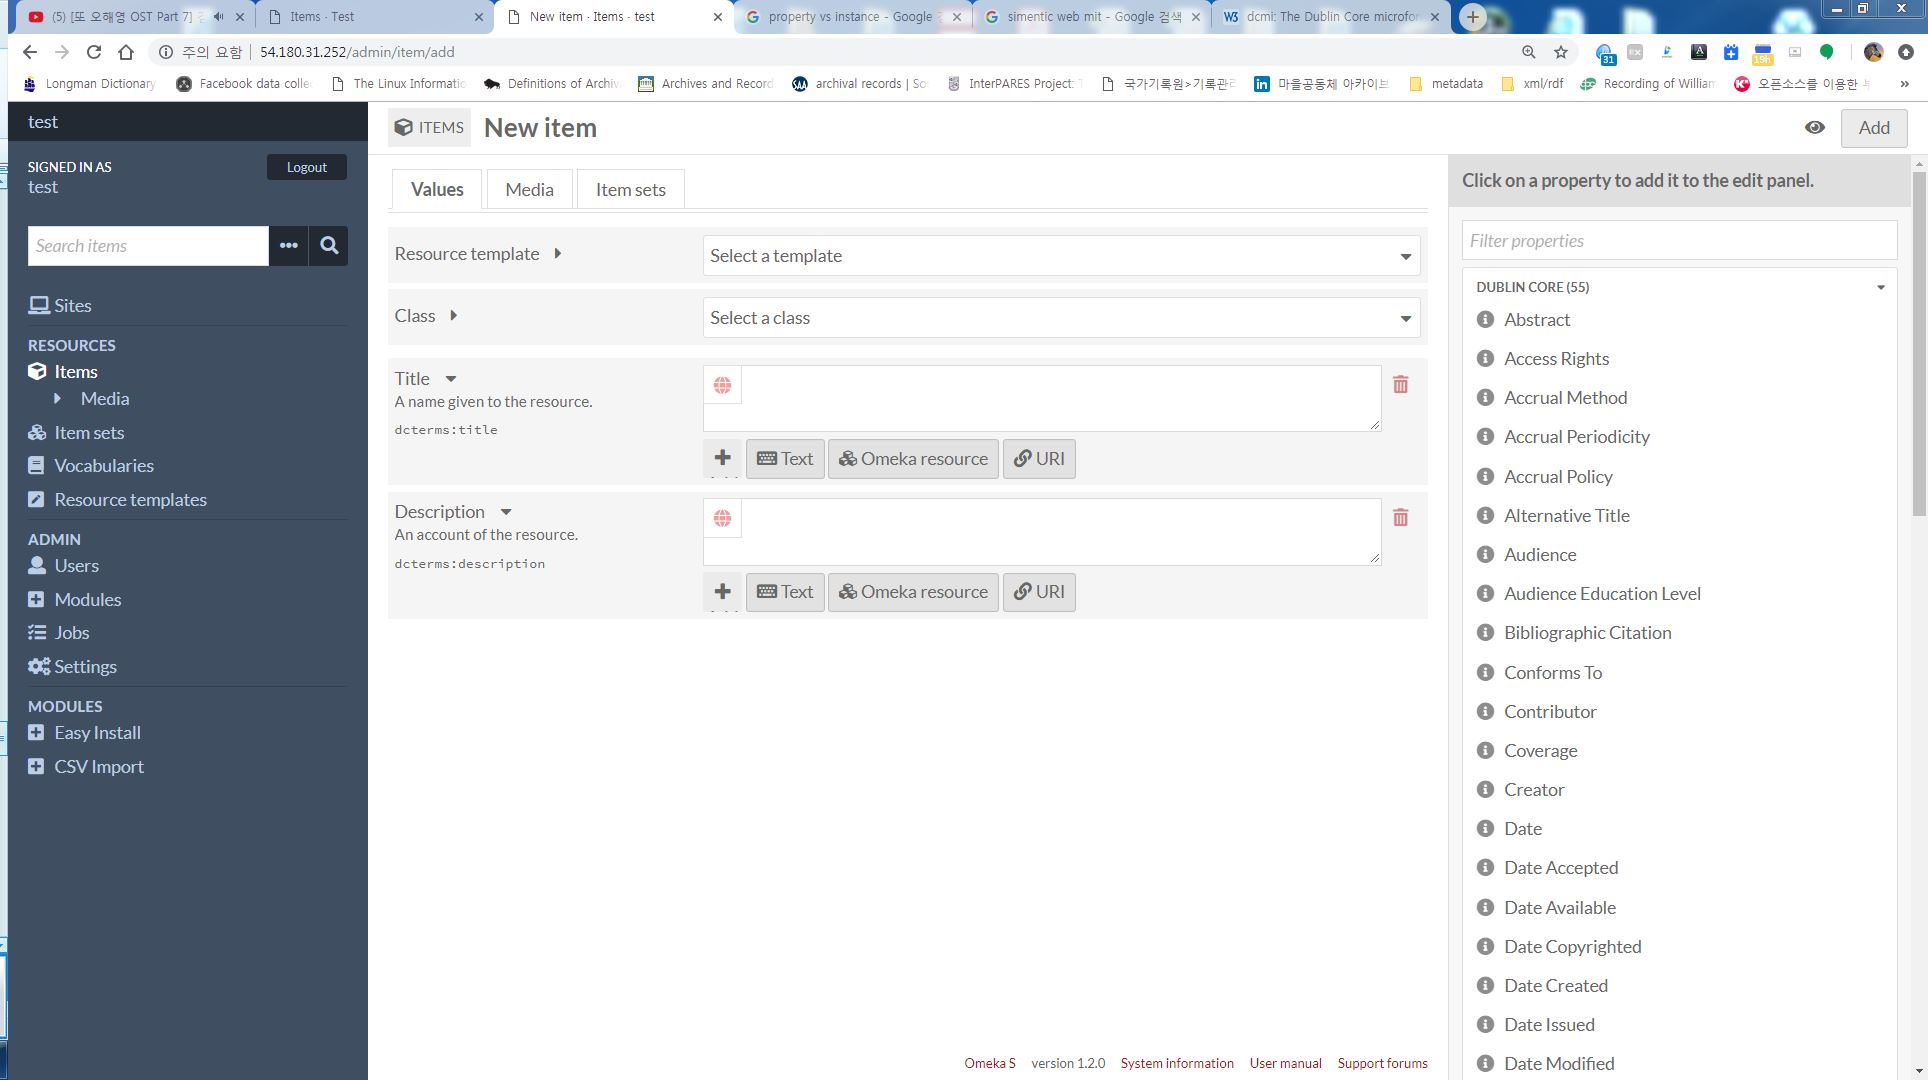 (5) [또 오해영 OST Part 7]
Items · Test
New item · Items · test
property vs instance - Google
simentic web mit - Google 검색
dcmi: The Dublin Core microfor
주의 요함
54.180.31.252/admin/item/add
31
19h
Longman Dictionary
Facebook data colle
The Linux Informatic
Definitions of Archiv
Archives and Record
archival records | So
InterPARES Project:
국가기록원>기록관리
마을공동체 아카이브
metadata
xml/rdf
Recording of William
오픈소스를 이용한
»
test
SIGNED IN AS
test
Logout
Search items
Sites
RESOURCES
Items
Media
Item sets
Vocabularies
Resource templates
ADMIN
Users
Modules
Jobs
Settings
MODULES
Easy Install
CSV Import
ITEMS
New item
Add
Values
Media
Item sets
Resource template
Select a template
Class
Select a class
Title
A name given to the resource.
dcterms:title
Text
Omeka resource
URI
Description
An account of the resource.
dcterms:description
Text
Omeka resource
URI
Omeka S version 1.2.0 System information User manual Support forums
Click on a property to add it to the edit panel.
Filter properties
DUBLIN CORE (55)
Abstract
Access Rights
Accrual Method
Accrual Periodicity
Accrual Policy
Alternative Title
Audience
Audience Education Level
Bibliographic Citation
Conforms To
Contributor
Coverage
Creator
Date
Date Accepted
Date Available
Date Copyrighted
Date Created
Date Issued
Date Modified